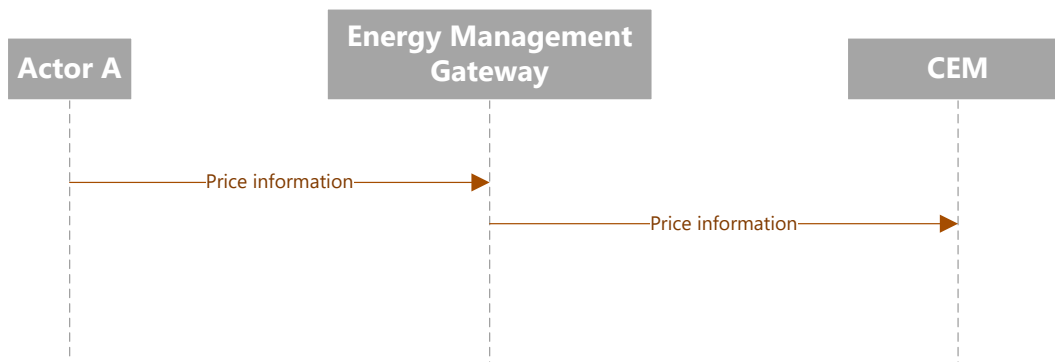 Actor A
Energy Management
Gateway
CEM
Price information
Price information